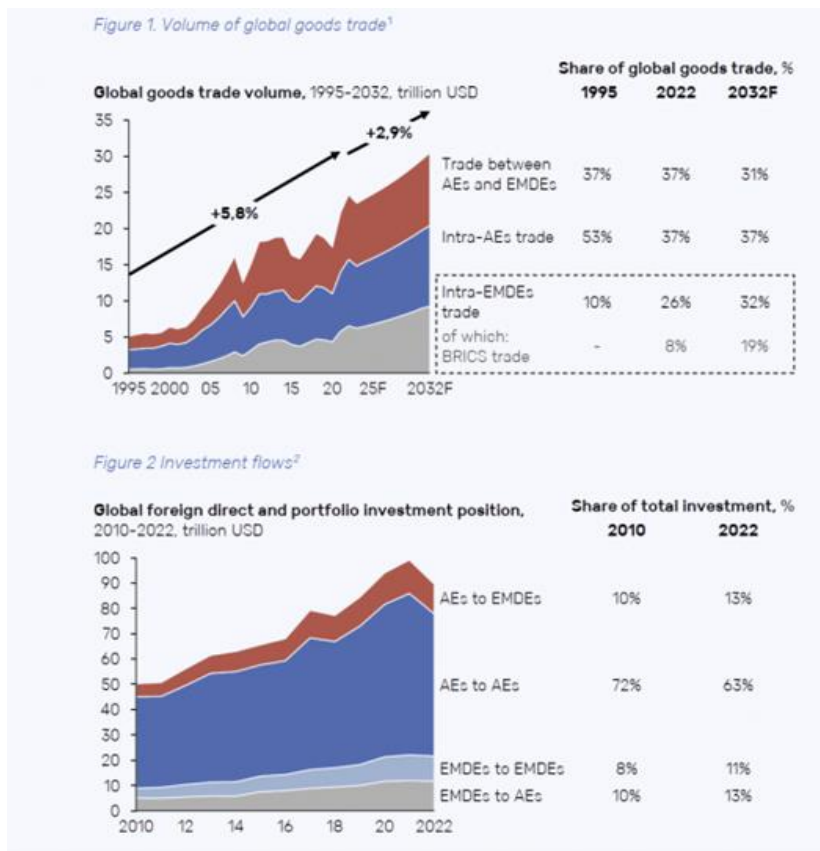 Figure 1. Volume of global goods trade¹
Share of global goods trade, %
Global goods trade volume, 1995-2032, trillion USD
1995 2022 2032F
35
30
25
20
15
10
5
0
+5,8%
+2,9%
1995 2000 05 10 15 20 25F 2032F
Trade between
AEs and EMDEs 37% 37% 31%
Intra-AEs trade 53% 37% 37%
Intra-EMDEs
trade 10% 26% 32%
of which:
BRICS trade - 8% 19%
Figure 2 Investment flows²
Global foreign direct and portfolio investment position,
2010-2022, trillion USD
Share of total investment, %
2010 2022
100
90
80
70
60
50
40
30
20
10
0
2010 12 14 16 18 20 2022
AEs to EMDEs 10% 13%
AEs to AEs 72% 63%
EMDEs to EMDEs 8% 11%
EMDEs to AEs 10% 13%